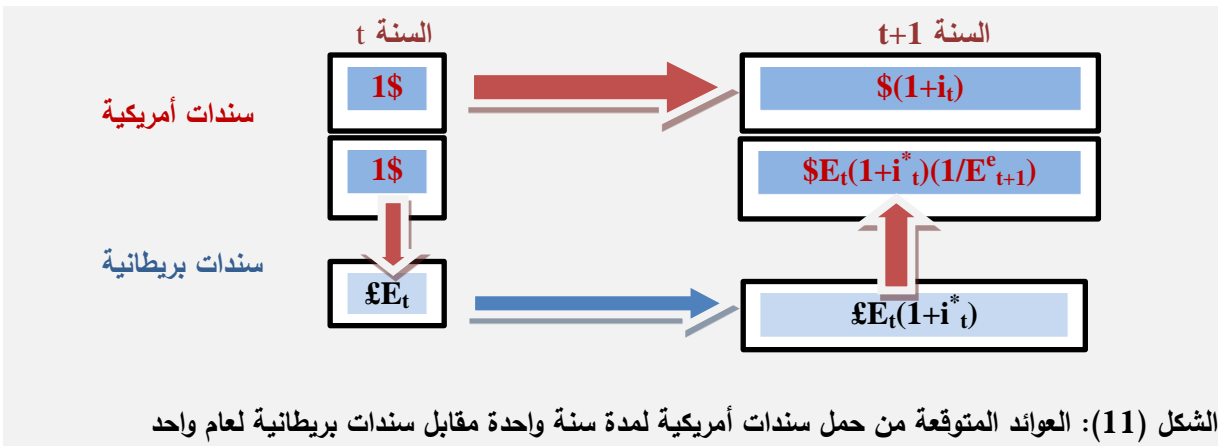 السنة t
السنة t+1
سندات أمريكية
1$
$(1+iₜ)
1$
$Eₜ(1+i*ₜ)(1/Eᵉₜ₊₁)
سندات بريطانية
£Eₜ
£Eₜ(1+i*ₜ)
الشكل (11): العوائد المتوقعة من حمل سندات أمريكية لمدة سنة واحدة مقابل سندات بريطانية لعام واحد